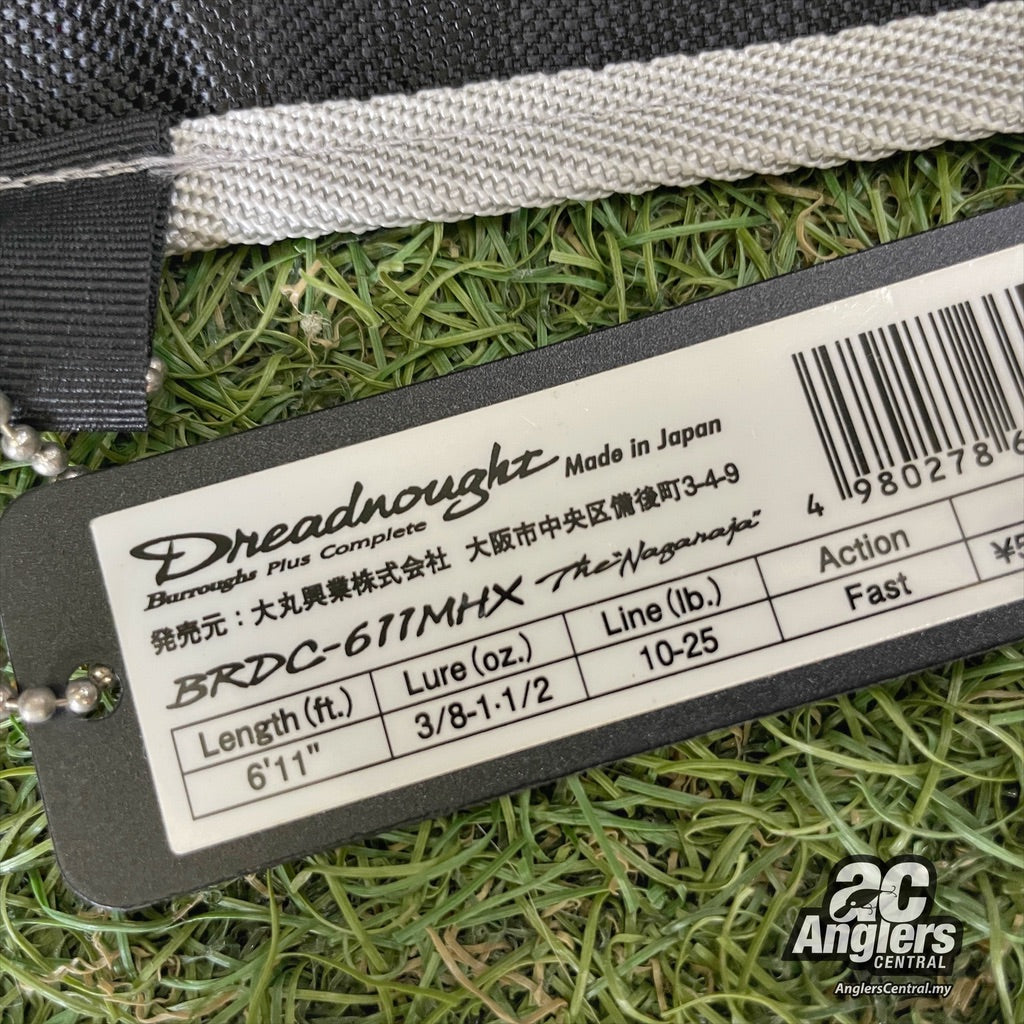 Dreadnought Made in Japan
Burroughs Plus Complete
発売元：大丸興業株式会社 大阪市中央区備後町3-4-9
BRDC-611MHX The "Nagaraja"
4 980278 6
Length (ft.) Lure (oz.) Line (lb.) Action
6'11" 3/8-1・1/2 10-25 Fast ¥5
ac
Anglers
CENTRAL
AnglersCentral.my